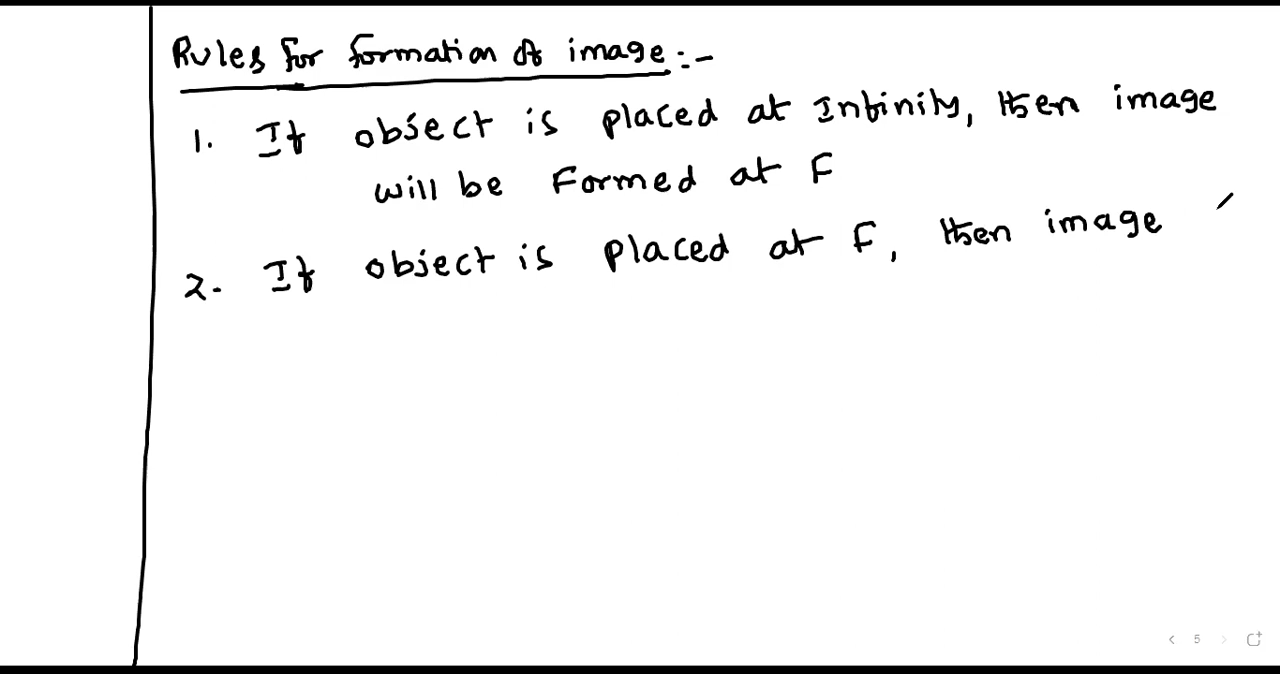 Rules for formation of image :-
1. If object is placed at Infinity, then image
will be Formed at F
2. If object is placed at F, then image
5